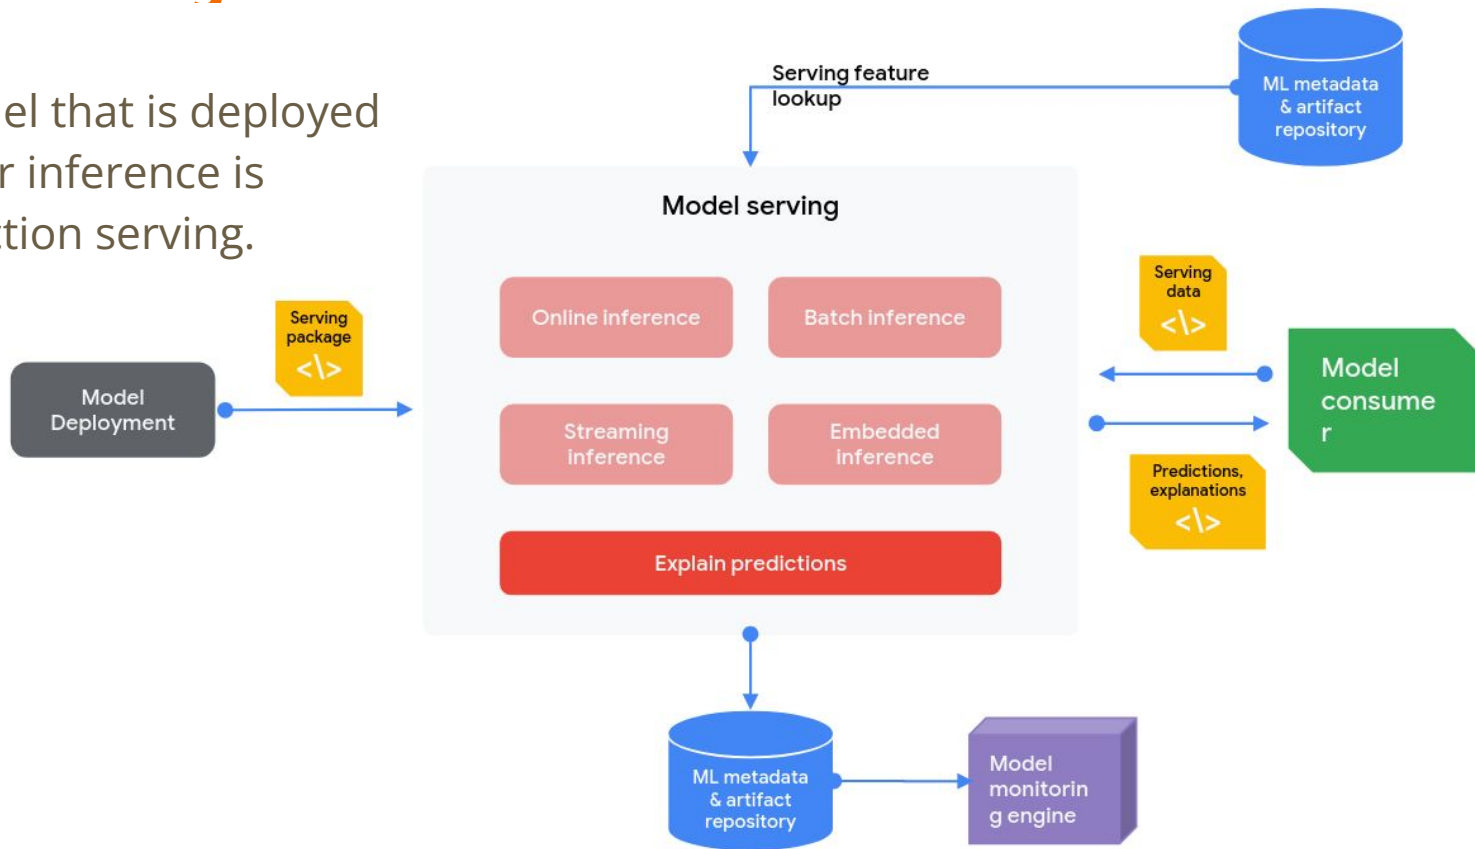 el that is deployed
r inference is
ction serving.
Serving feature
lookup
ML metadata
& artifact
repository
Model serving
Online inference
Batch inference
Streaming
inference
Embedded
inference
Explain predictions
Serving
package
<\>
Model
Deployment
Serving
data
<\>
Model
consume
r
Predictions,
explanations
<\>
ML metadata
& artifact
repository
Model
monitorin
g engine